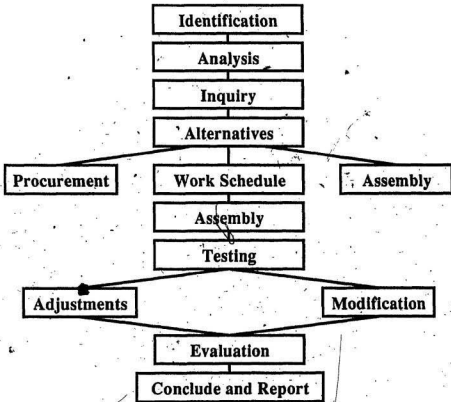 Identification
Analysis
Inquiry
Alternatives
Procurement Work Schedule Assembly
Assembly
Testing
Adjustments Modification
Evaluation
Conclude and Report